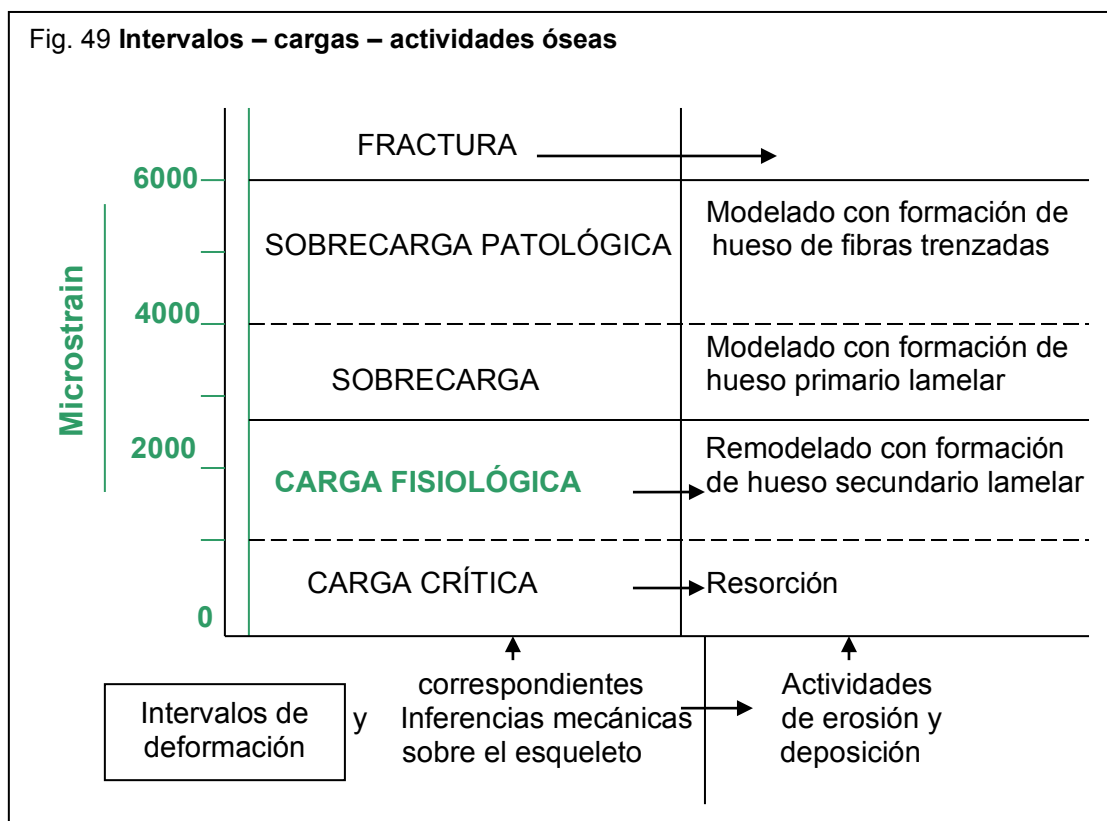 Fig. 49 Intervalos – cargas – actividades óseas
FRACTURA
6000
SOBRECARGA PATOLÓGICA
Modelado con formación de
hueso de fibras trenzadas
Microstrain
4000
SOBRECARGA
Modelado con formación de
hueso primario lamelar
2000
CARGA FISIOLÓGICA
Remodelado con formación
de hueso secundario lamelar
CARGA CRÍTICA
Resorción
0
Intervalos de
deformación
y
correspondientes
Inferencias mecánicas
sobre el esqueleto
Actividades
de erosión y
deposición